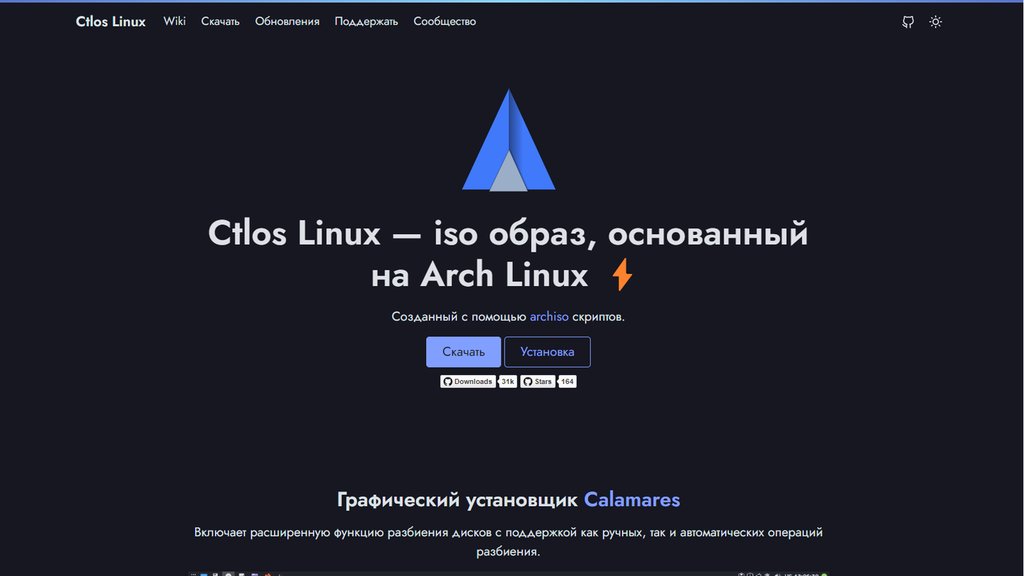 Ctlos Linux Wiki Скачать Обновления Поддержать Сообщество
Ctlos Linux — iso образ, основанный
на Arch Linux
Созданный с помощью archiso скриптов.
Скачать Установка
Downloads 31k Stars 164
Графический установщик Calamares
Включает расширенную функцию разбиения дисков с поддержкой как ручных, так и автоматических операций
разбиения.